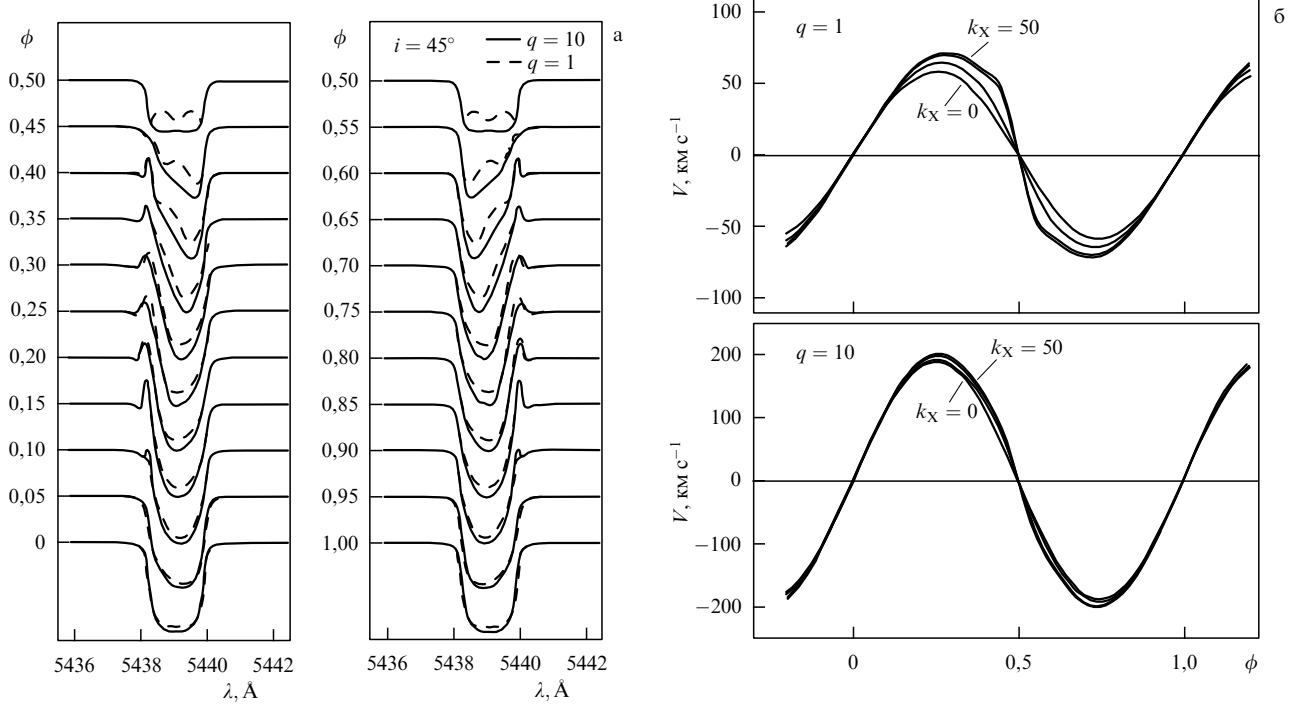 ϕ
0,50
0,45
0,40
0,35
0,30
0,25
0,20
0,15
0,10
0,05
0
5436 5438 5440 5442
λ, Å
ϕ
i = 45°
q = 10
q = 1
а
0,50
0,55
0,60
0,65
0,70
0,75
0,80
0,85
0,90
0,95
1,00
5436 5438 5440 5442
λ, Å
б
V, км с⁻¹
100
50
0
−50
−100
q = 1
kX = 50
kX = 0
V, км с⁻¹
200
100
0
−100
−200
q = 10
kX = 50
kX = 0
0 0,5 1,0 ϕ